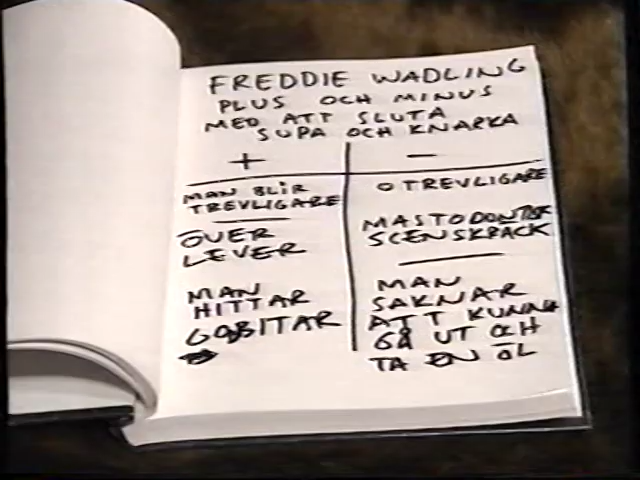 FREDDIE WADLING
PLUS OCH MINUS
MED ATT SLUTA
SUPA OCH KNARKA
+
MAN BLIR
TREVLIGARE
ÖVER
LEVER
MAN
HITTAR
GOBITAR
−
OTREVLIGARE
MASTODONTISK
SCENSKRÄCK
MAN
SAKNAR
ATT KUNNA
GÅ UT OCH
TA EN ÖL